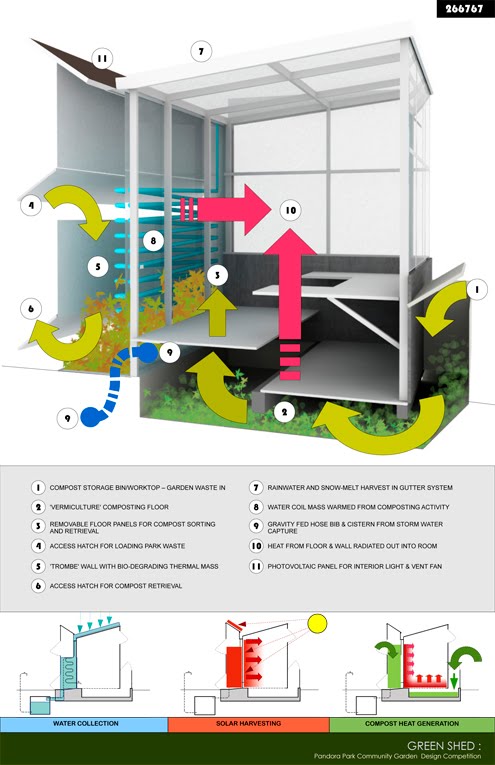 266767
11
7
4
10
8
5
3
1
6
9
9
2
1 COMPOST STORAGE BIN/WORKTOP – GARDEN WASTE IN
2 'VERMICULTURE' COMPOSTING FLOOR
3 REMOVABLE FLOOR PANELS FOR COMPOST SORTING
AND RETRIEVAL
4 ACCESS HATCH FOR LOADING PARK WASTE
5 'TROMBE' WALL WITH BIO-DEGRADING THERMAL MASS
6 ACCESS HATCH FOR COMPOST RETRIEVAL
7 RAINWATER AND SNOW-MELT HARVEST IN GUTTER SYSTEM
8 WATER COIL MASS WARMED FROM COMPOSTING ACTIVITY
9 GRAVITY FED HOSE BIB & CISTERN FROM STORM WATER
CAPTURE
10 HEAT FROM FLOOR & WALL RADIATED OUT INTO ROOM
11 PHOTOVOLTAIC PANEL FOR INTERIOR LIGHT & VENT FAN
WATER COLLECTION
SOLAR HARVESTING
COMPOST HEAT GENERATION
GREEN SHED :
Pandora Park Community Garden Design Competition